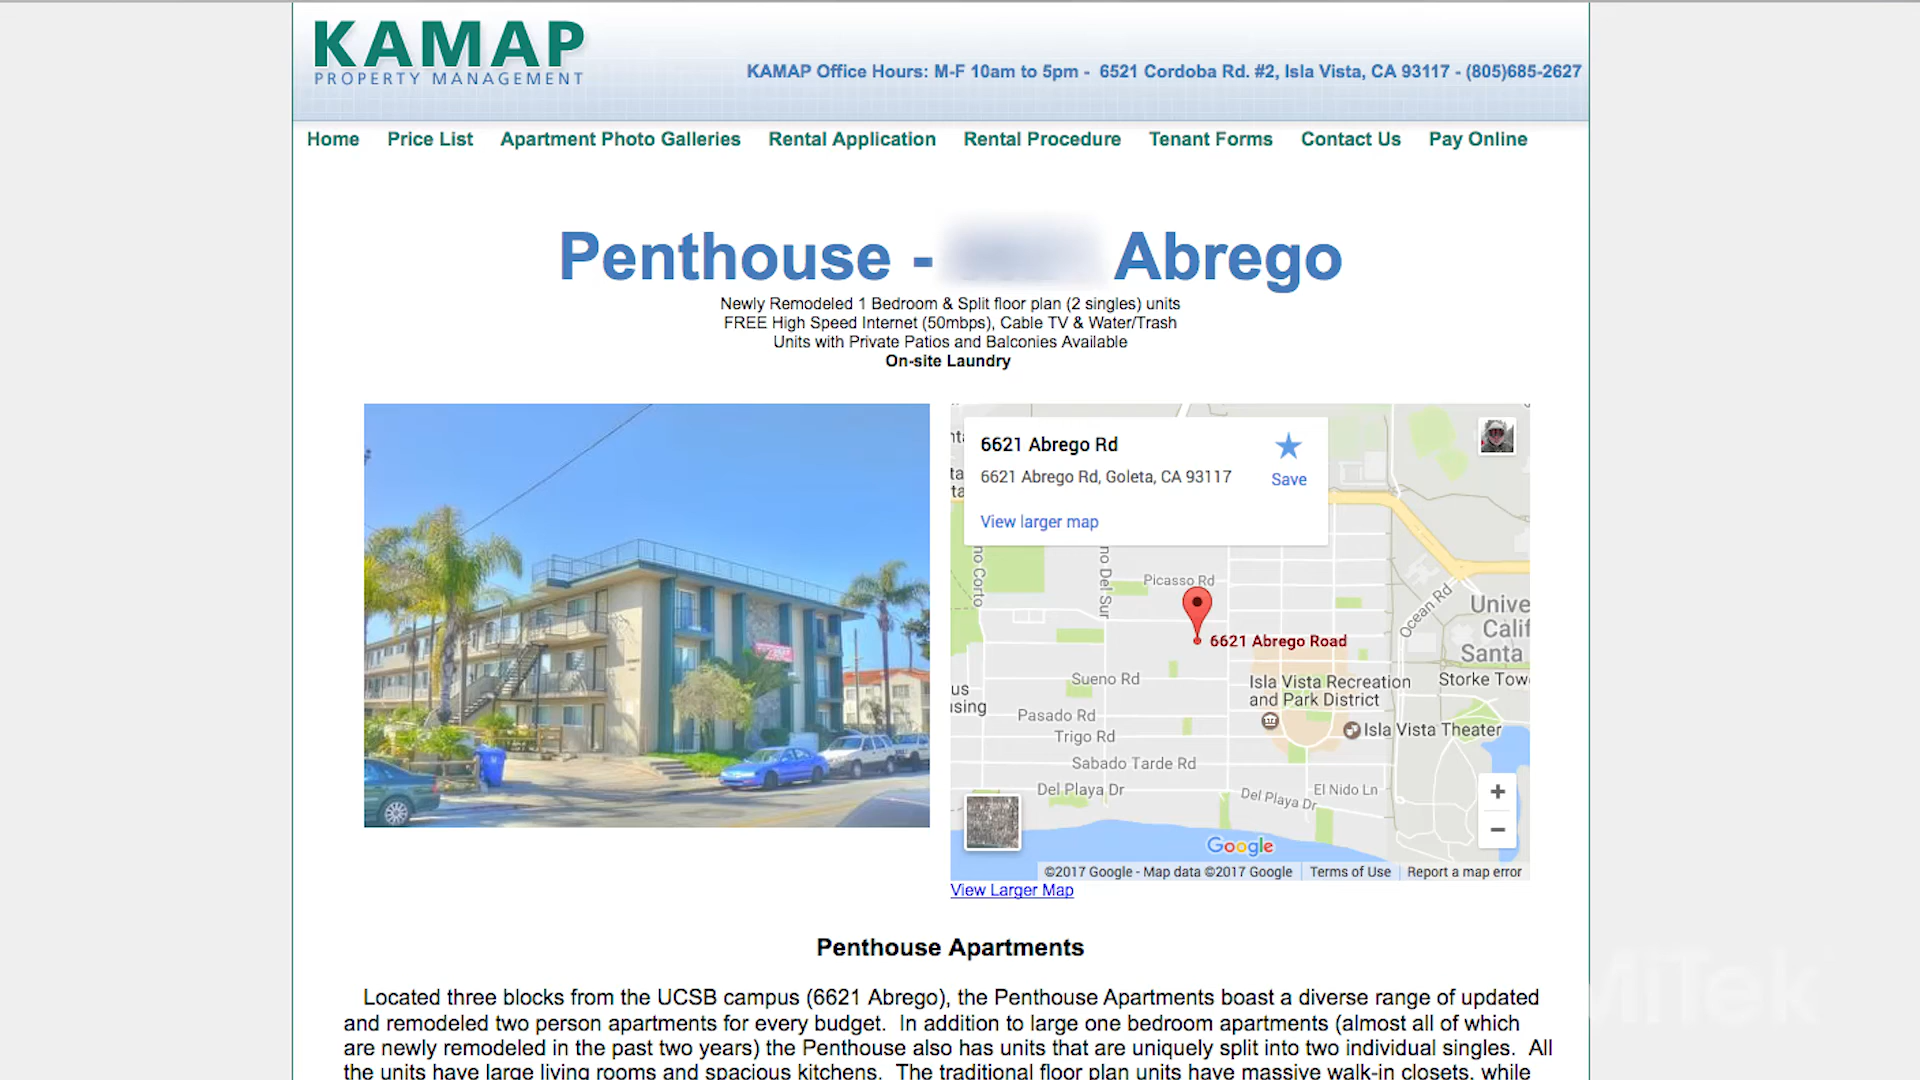 KAMAP
PROPERTY MANAGEMENT
KAMAP Office Hours: M-F 10am to 5pm - 6521 Cordoba Rd. #2, Isla Vista, CA 93117 - (805)685-2627
Home Price List Apartment Photo Galleries Rental Application Rental Procedure Tenant Forms Contact Us Pay Online
Penthouse - Abrego
Newly Remodeled 1 Bedroom & Split floor plan (2 singles) units
FREE High Speed Internet (50mbps), Cable TV & Water/Trash
Units with Private Patios and Balconies Available
On-site Laundry
6621 Abrego Rd
6621 Abrego Rd, Goleta, CA 93117
Save
View larger map
no Corto
no Del Sur
Picasso Rd
Ocean Rd
6621 Abrego Road
Unive
Calif
Santa
Sueno Rd
Isla Vista Recreation
and Park District
Storke Tow
us
using
Pasado Rd
Trigo Rd
Isla Vista Theater
Sabado Tarde Rd
Del Playa Dr
Del Playa Dr
El Nido Ln
+
−
Google
©2017 Google - Map data ©2017 Google Terms of Use Report a map error
View Larger Map
Penthouse Apartments
Located three blocks from the UCSB campus (6621 Abrego), the Penthouse Apartments boast a diverse range of updated
and remodeled two person apartments for every budget. In addition to large one bedroom apartments (almost all of which
are newly remodeled in the past two years) the Penthouse also has units that are uniquely split into two individual singles. All
the units have large living rooms and spacious kitchens. The traditional floor plan units have massive walk-in closets, while
MiTek